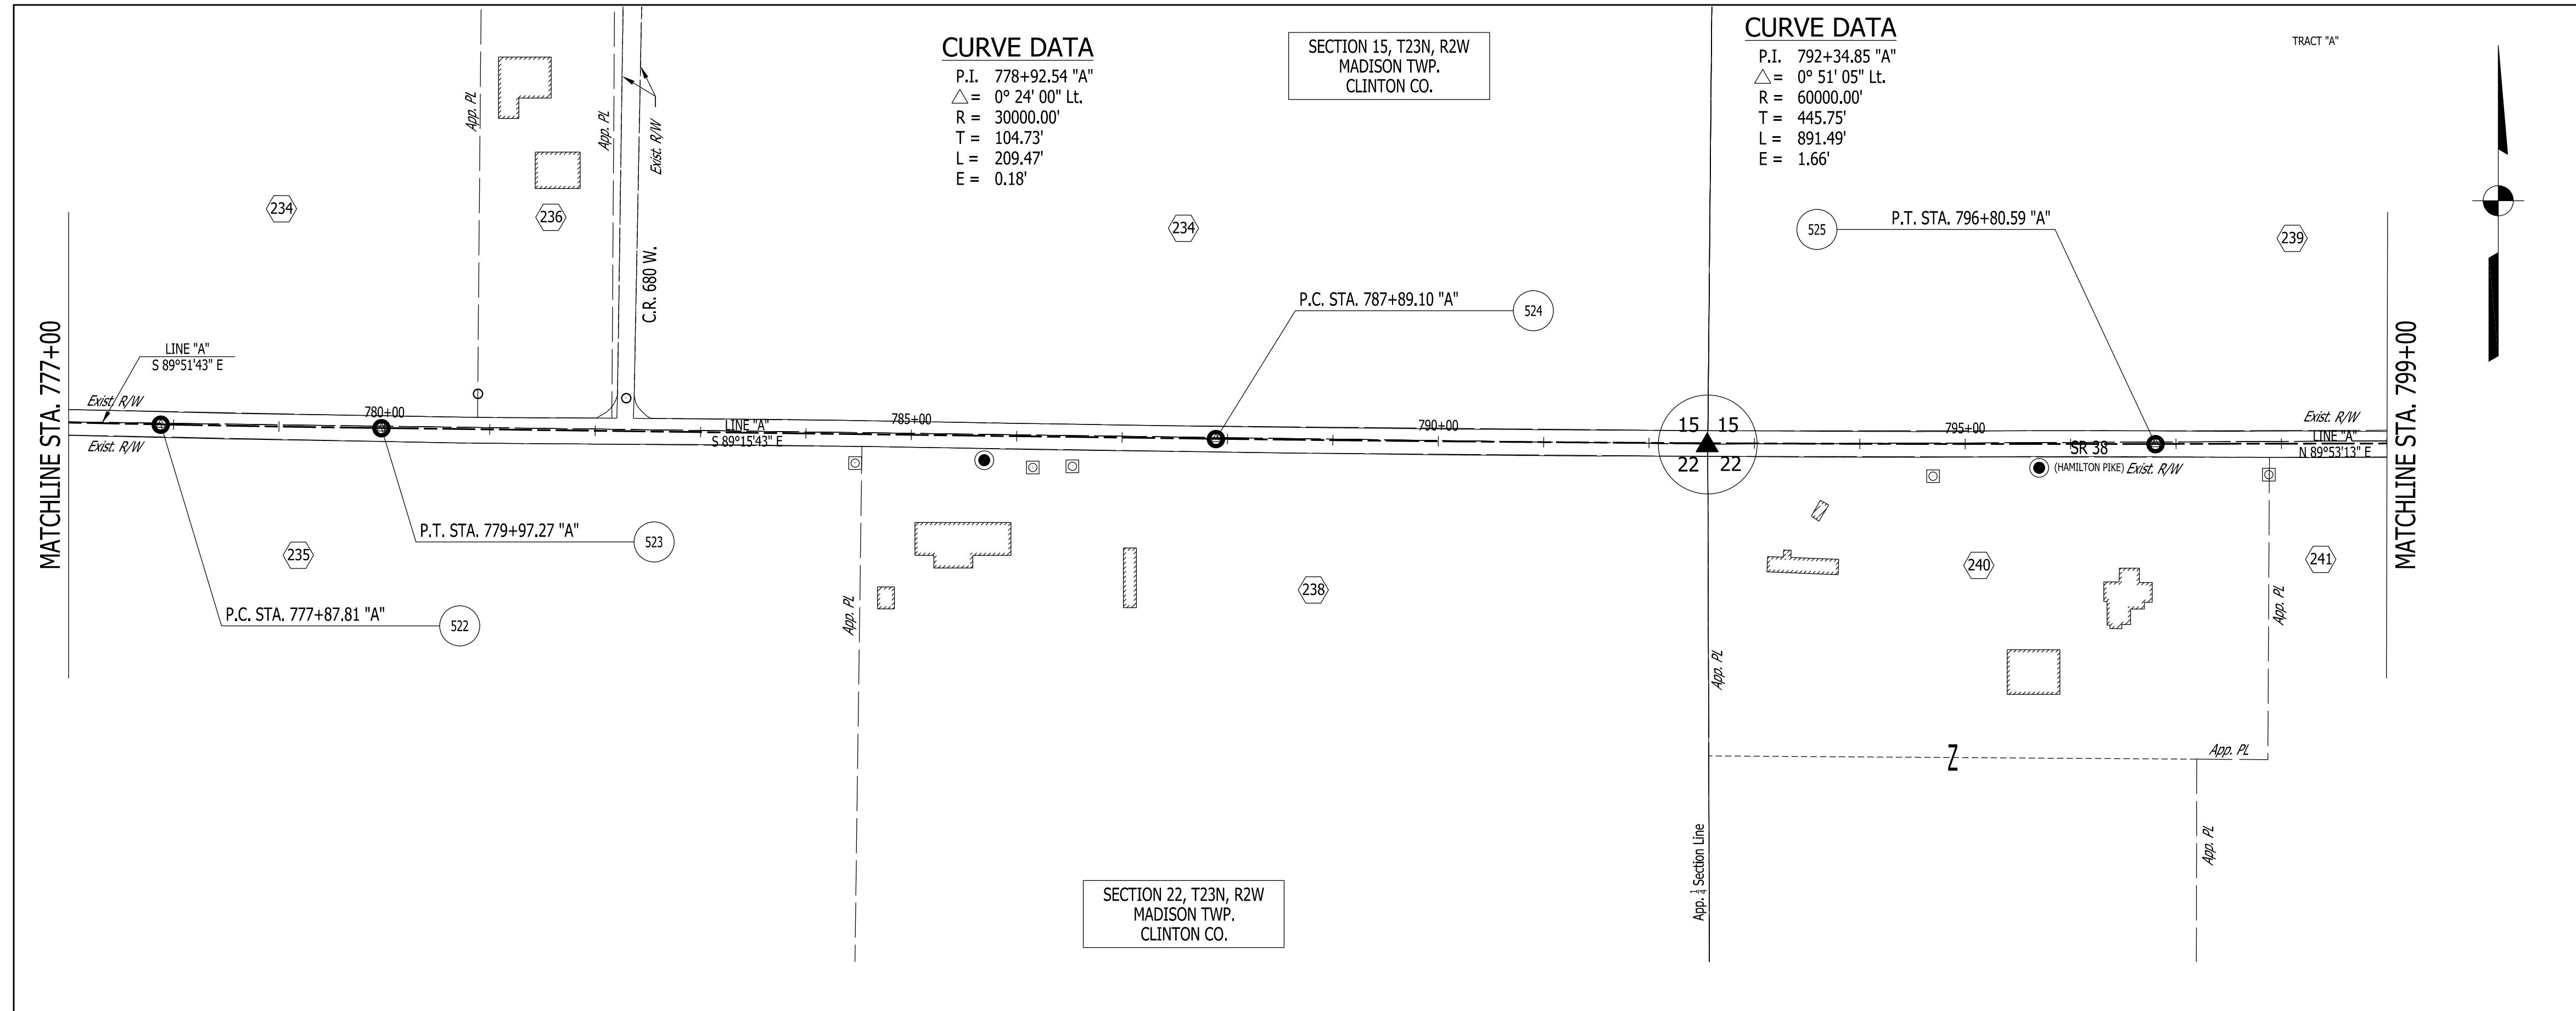 CURVE DATA
P.I. 778+92.54 "A"
△ = 0° 24' 00" Lt.
R = 30000.00'
T = 104.73'
L = 209.47'
E = 0.18'
SECTION 15, T23N, R2W
MADISON TWP.
CLINTON CO.
CURVE DATA
P.I. 792+34.85 "A"
△ = 0° 51' 05" Lt.
R = 60000.00'
T = 445.75'
L = 891.49'
E = 1.66'
TRACT "A"
App. PL
App. PL
Exist. R/W
234
236
C.R. 680 W.
234
525
P.T. STA. 796+80.59 "A"
239
P.C. STA. 787+89.10 "A"
524
MATCHLINE STA. 777+00
LINE "A"
S 89°51'43" E
Exist. R/W
Exist. R/W
780+00
LINE "A"
S 89°15'43" E
785+00
790+00
15 15
22 22
795+00
SR 38
(HAMILTON PIKE)
Exist. R/W
Exist. R/W
LINE "A"
N 89°53'13" E
MATCHLINE STA. 799+00
P.T. STA. 779+97.27 "A"
523
235
P.C. STA. 777+87.81 "A"
522
App. PL
238
240
241
App. PL
App. PL
Z
App. PL
App. PL
App. 1/4 Section Line
SECTION 22, T23N, R2W
MADISON TWP.
CLINTON CO.